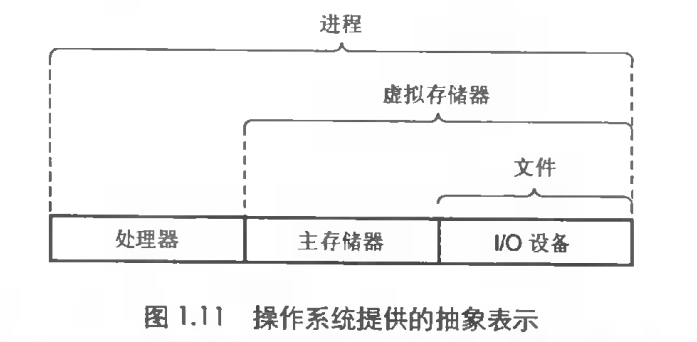 进程
虚拟存储器
文件
处理器 主存储器 I/O 设备
图 1.11 操作系统提供的抽象表示